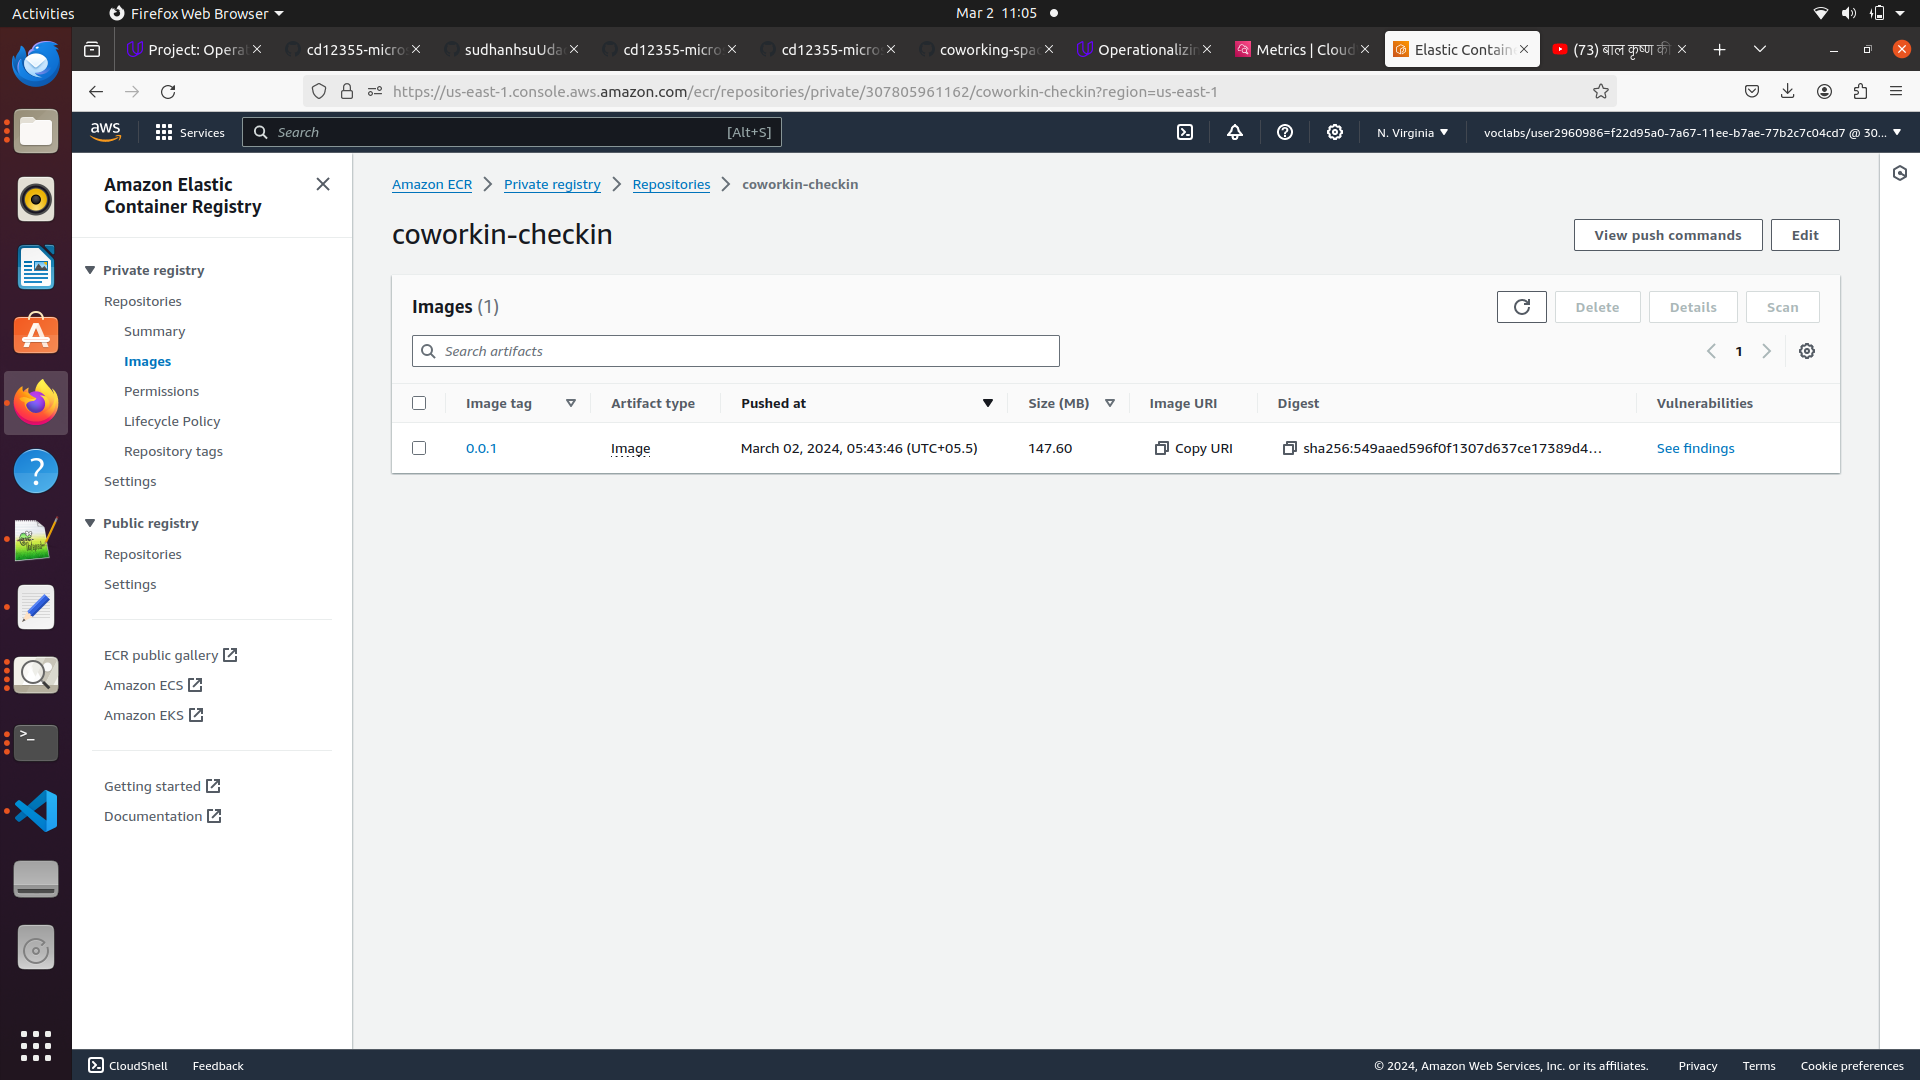 Activities
Firefox Web Browser
Mar 2 11:05
Project: Operat
cd12355-micro
sudhanhsuUda
cd12355-micro
cd12355-micro
coworking-spac
Operationalizin
Metrics | Cloud
Elastic Contain
(73) बाल कृष्ण की
https://us-east-1.console.aws.amazon.com/ecr/repositories/private/307805961162/coworkin-checkin?region=us-east-1
aws
Services
Search
[Alt+S]
N. Virginia
voclabs/user2960986=f22d95a0-7a67-11ee-b7ae-77b2c7c04cd7 @ 30...
Amazon Elastic
Container Registry
Private registry
Repositories
Summary
Images
Permissions
Lifecycle Policy
Repository tags
Settings
Public registry
Repositories
Settings
ECR public gallery
Amazon ECS
Amazon EKS
Getting started
Documentation
Amazon ECR
Private registry
Repositories
coworkin-checkin
coworkin-checkin
View push commands
Edit
Images (1)
Delete
Details
Scan
Search artifacts
1
Image tag
Artifact type
Pushed at
Size (MB)
Image URI
Digest
Vulnerabilities
0.0.1
Image
March 02, 2024, 05:43:46 (UTC+05.5)
147.60
Copy URI
sha256:549aaed596f0f1307d637ce17389d4...
See findings
CloudShell
Feedback
© 2024, Amazon Web Services, Inc. or its affiliates.
Privacy
Terms
Cookie preferences